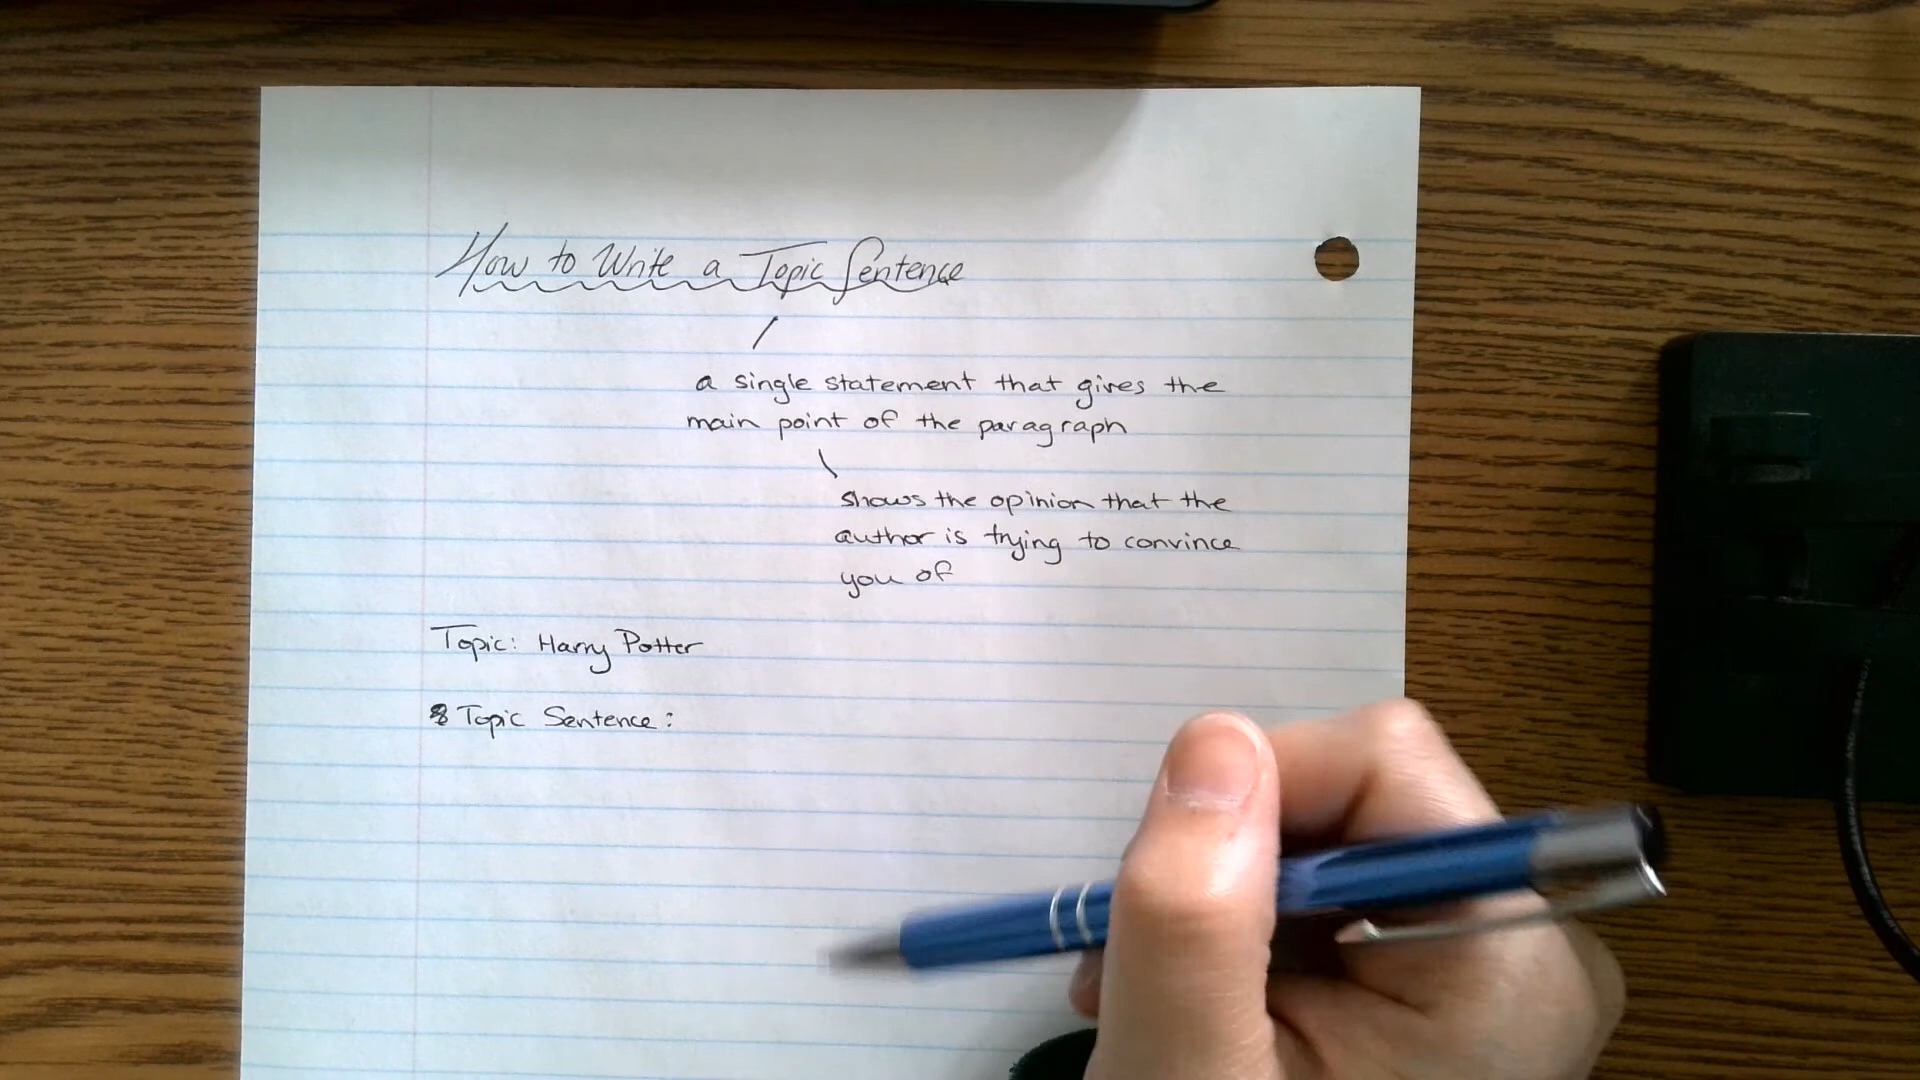 How to Write a Topic Sentence
a single statement that gives the
main point of the paragraph
shows the opinion that the
author is trying to convince
you of
Topic: Harry Potter
Topic Sentence: